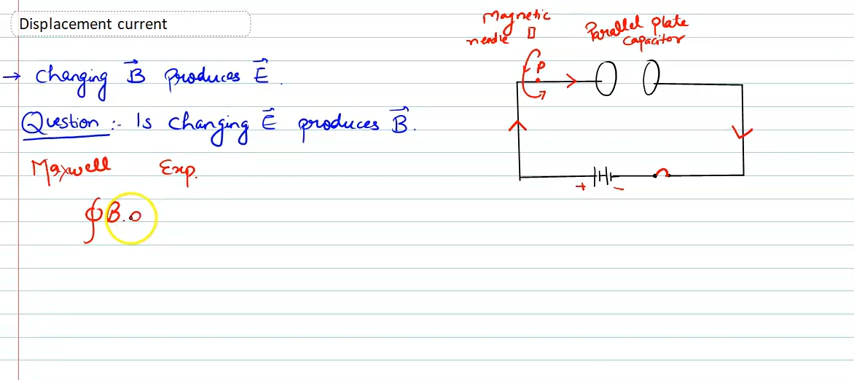 Displacement current
→ Changing B⃗ produces E⃗.
Question :- Is changing E⃗ produces B⃗.
Maxwell Exp.
∮ B.
Magnetic
needle
Parallel plate
capacitor
P
+ −